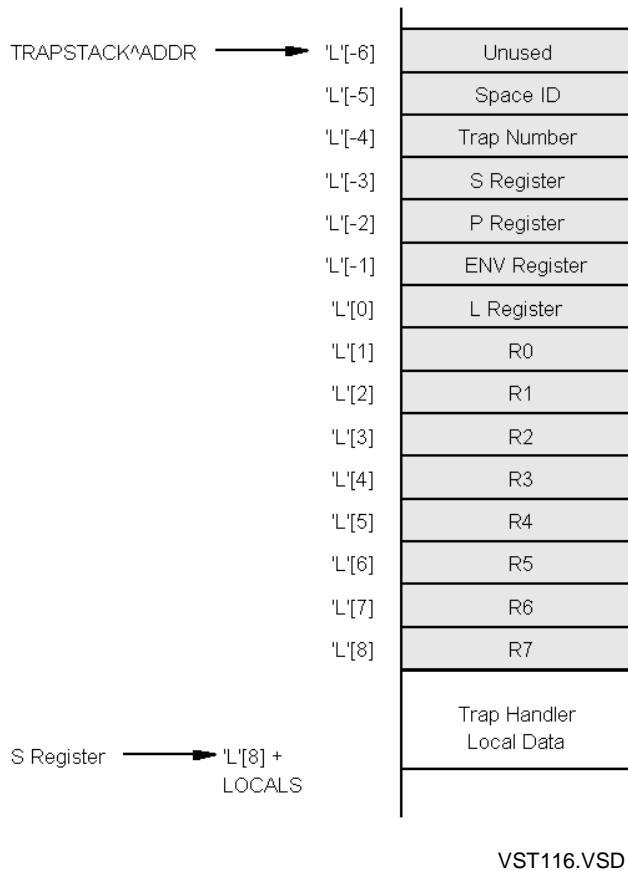 TRAPSTACK^ADDR 'L'[-6] Unused
'L'[-5] Space ID
'L'[-4] Trap Number
'L'[-3] S Register
'L'[-2] P Register
'L'[-1] ENV Register
'L'[0] L Register
'L'[1] R0
'L'[2] R1
'L'[3] R2
'L'[4] R3
'L'[5] R4
'L'[6] R5
'L'[7] R6
'L'[8] R7
Trap Handler
Local Data
S Register 'L'[8] +
LOCALS
VST116.VSD